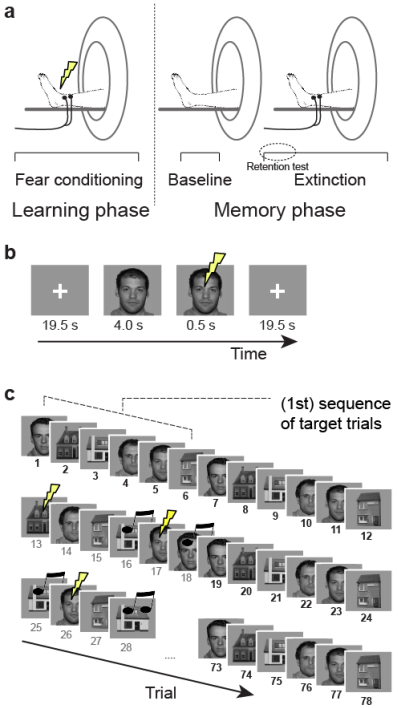 a
Fear conditioning
Baseline
Retention test
Extinction
Learning phase
Memory phase
b
19.5 s
4.0 s
0.5 s
19.5 s
Time
c
(1st) sequence
of target trials
1
2
3
4
5
6
7
8
9
10
11
12
13
14
15
16
17
18
19
20
21
22
23
24
25
26
27
28
....
73
74
75
76
77
78
Trial